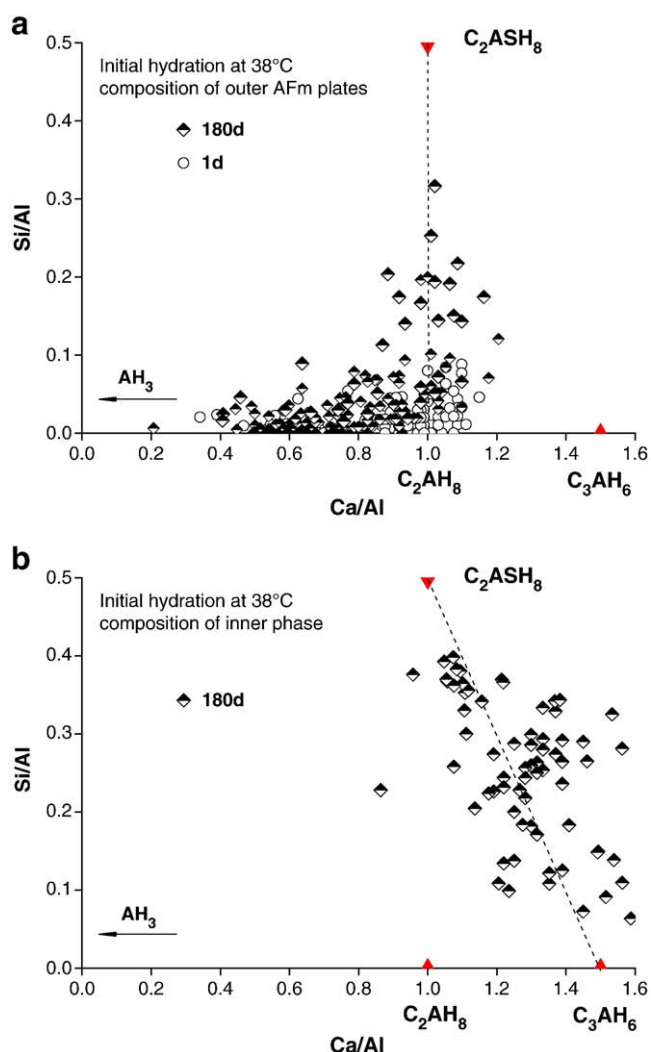 a
0.5
C₂ASH₈
Initial hydration at 38°C
composition of outer AFm plates
180d
1d
0.4
0.3
Si/Al
0.2
0.1
AH₃
0.0
0.0 0.2 0.4 0.6 0.8 1.0 1.2 1.4 1.6
C₂AH₈ C₃AH₆
Ca/Al
b
0.5
C₂ASH₈
Initial hydration at 38°C
composition of inner phase
0.4
180d
0.3
Si/Al
0.2
0.1
AH₃
0.0
0.0 0.2 0.4 0.6 0.8 1.0 1.2 1.4 1.6
C₂AH₈ C₃AH₆
Ca/Al